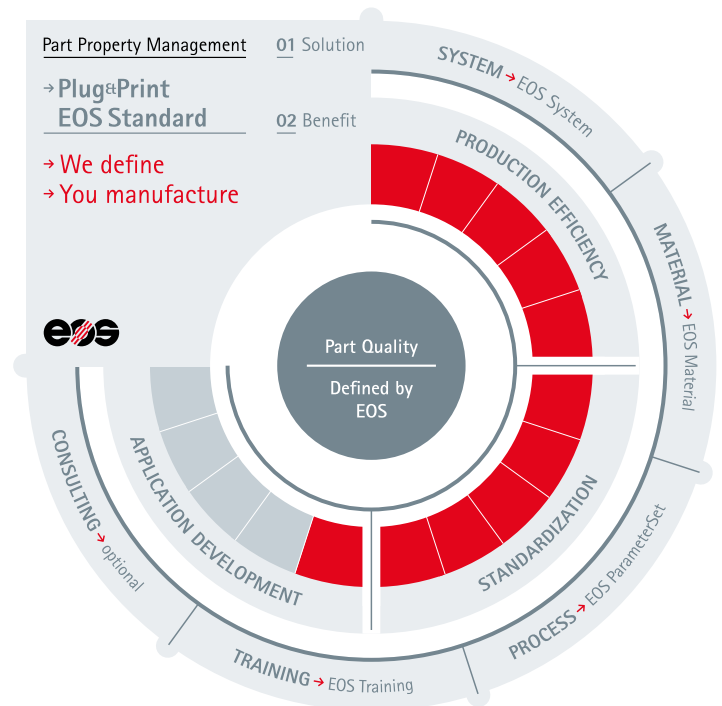 Part Property Management
01 Solution
→ Plug&Print
EOS Standard
02 Benefit
→ We define
→ You manufacture
eos
SYSTEM → EOS System
MATERIAL → EOS Material
PROCESS → EOS ParameterSet
TRAINING → EOS Training
CONSULTING → optional
PRODUCTION EFFICIENCY
STANDARDIZATION
APPLICATION DEVELOPMENT
Part Quality
Defined by
EOS